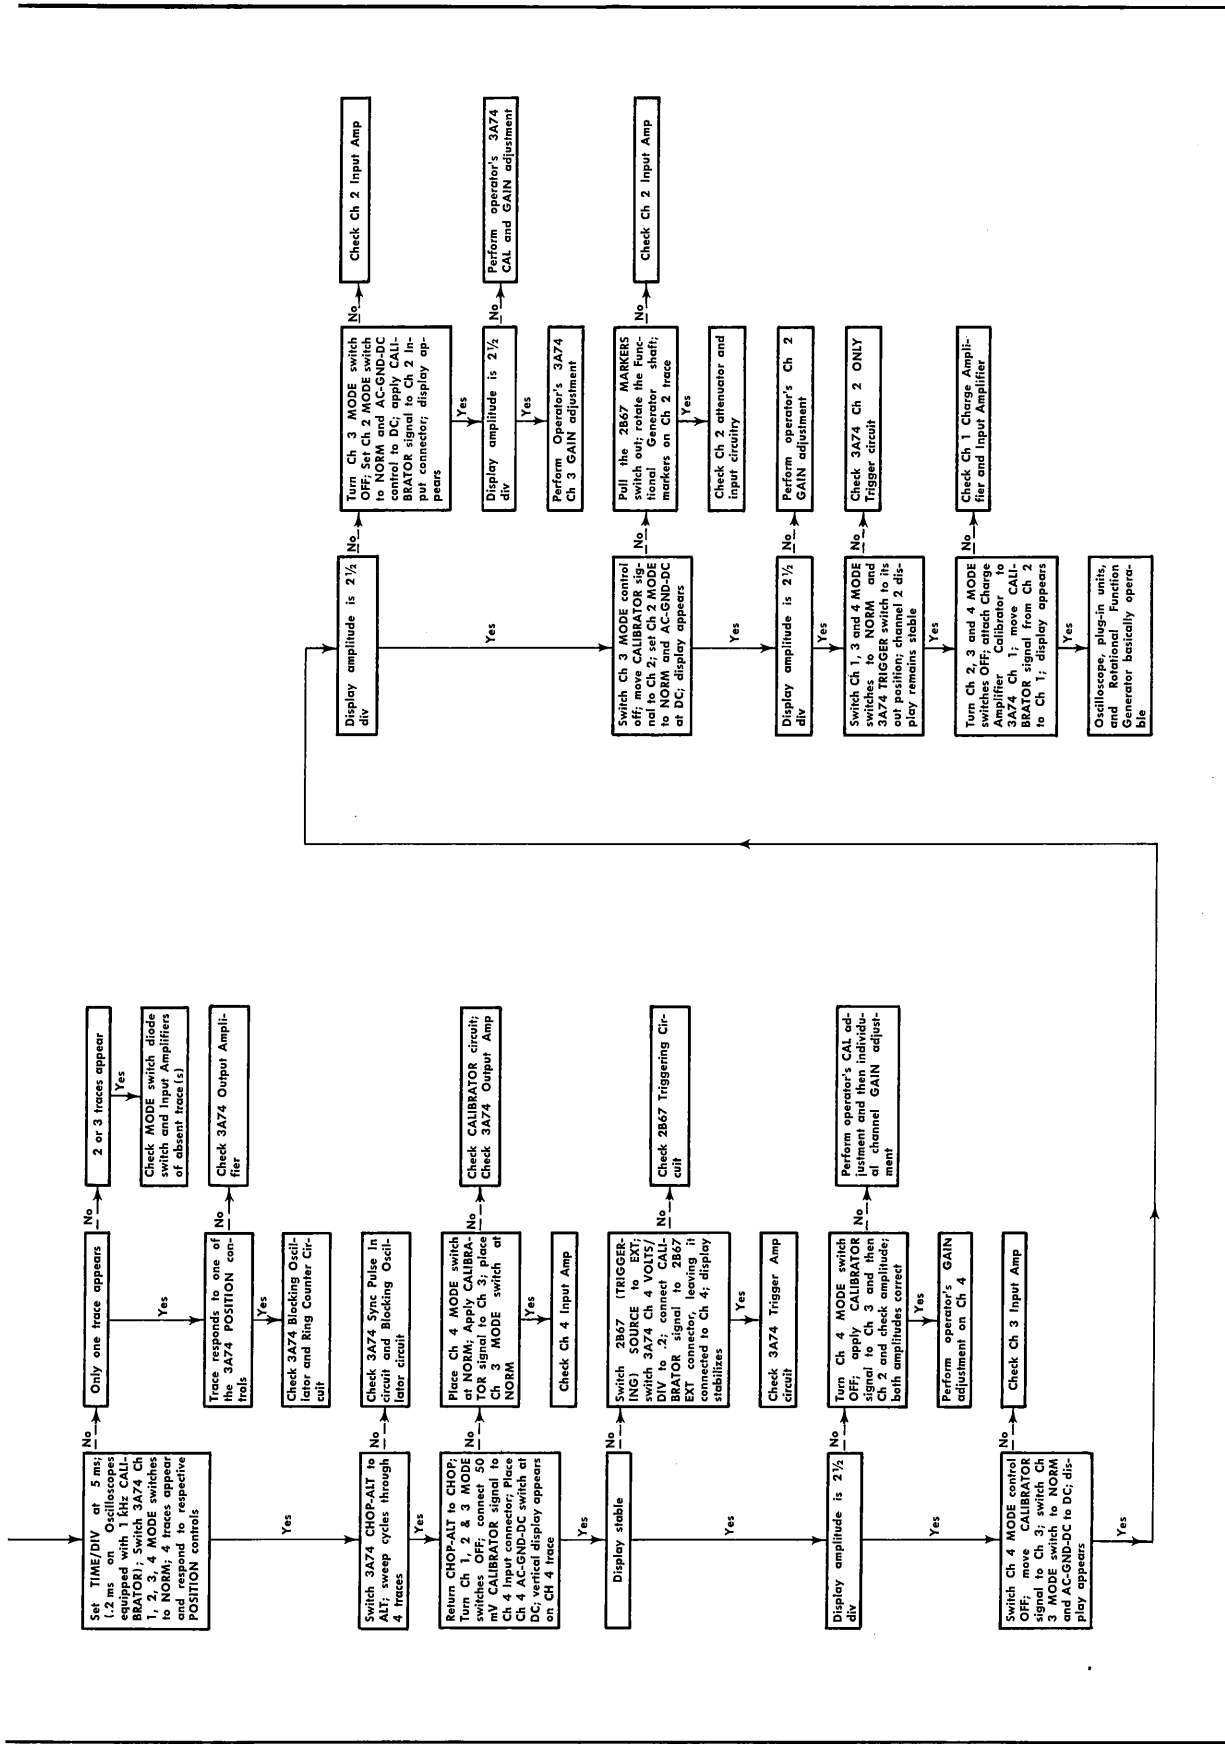 Set TIME/DIV at 5 ms;
(.2 ms on Oscilloscopes
equipped with 1 kHz CALI-
BRATOR); Switch 3A74 Ch
1, 2, 3, 4 MODE switches
to NORM; 4 traces appear
and respond to respective
POSITION controls
No
Only one trace appears
No
2 or 3 traces appear
Yes
Check MODE switch diode
switch and Input Amplifiers
of absent trace(s)
Yes
Trace responds to one of
the 3A74 POSITION con-
trols
No
Check 3A74 Output Ampli-
fier
Yes
Check 3A74 Blocking Oscil-
lator and Ring Counter Cir-
cuit
Yes
Switch 3A74 CHOP-ALT to
ALT; sweep cycles through
4 traces
No
Check 3A74 Sync Pulse In
circuit and Blocking Oscil-
lator circuit
Yes
Return CHOP-ALT to CHOP;
Turn Ch 1, 2 & 3 MODE
switches OFF; connect 50
mV CALIBRATOR signal to
Ch 4 Input connector; Place
Ch 4 AC-GND-DC switch at
DC; vertical display appears
on CH 4 trace
No
Place Ch 4 MODE switch
at NORM; Apply CALIBRA-
TOR signal to Ch 3; place
Ch 3 MODE switch at
NORM
No
Check CALIBRATOR circuit;
Check 3A74 Output Amp
Yes
Check Ch 4 Input Amp
Yes
Display stable
No
Switch 2B67 (TRIGGER-
ING) SOURCE to EXT;
switch 3A74 Ch 4 VOLTS/
DIV to .2; connect CALI-
BRATOR signal to 2B67
EXT connector, leaving it
connected to Ch 4; display
stabilizes
No
Check 2B67 Triggering Cir-
cuit
Yes
Check 3A74 Trigger Amp
circuit
Yes
Display amplitude is 2½
div
No
Turn Ch 4 MODE switch
OFF; apply CALIBRATOR
signal to Ch 3 and then
Ch 2 and check amplitude;
both amplitudes correct
No
Perform operator's CAL ad-
justment and then individu-
al channel GAIN adjust-
ment
Yes
Perform operator's GAIN
adjustment on Ch 4
Yes
Switch Ch 4 MODE control
OFF; move CALIBRATOR
signal to Ch 3; switch Ch
3 MODE switch to NORM
and AC-GND-DC to DC; dis-
play appears
No
Check Ch 3 Input Amp
Yes
Display amplitude is 2½
div
No
Turn Ch 3 MODE switch
OFF; Set Ch 2 MODE switch
to NORM and AC-GND-DC
control to DC; apply CALI-
BRATOR signal to Ch 2 In-
put connector; display ap-
pears
No
Check Ch 2 Input Amp
Yes
Display amplitude is 2½
div
No
Perform operator's 3A74
CAL and GAIN adjustment
Yes
Perform Operator's 3A74
Ch 3 GAIN adjustment
Yes
Switch Ch 3 MODE control
off; move CALIBRATOR sig-
nal to Ch 2; set Ch 2 MODE
to NORM and AC-GND-DC
at DC; display appears
No
Pull the 2B67 MARKERS
switch out; rotate the Func-
tional Generator shaft;
markers on Ch 2 trace
No
Check Ch 2 Input Amp
Yes
Check Ch 2 attenuator and
input circuitry
Yes
Display amplitude is 2½
div
No
Perform operator's Ch 2
GAIN adjustment
Yes
Switch Ch 1, 3 and 4 MODE
switches to NORM and
3A74 TRIGGER switch to its
out position; channel 2 dis-
play remains stable
No
Check 3A74 Ch 2 ONLY
Trigger circuit
Yes
Turn Ch 2, 3 and 4 MODE
switches OFF; attach Charge
Amplifier Calibrator to
3A74 Ch 1; move CALI-
BRATOR signal from Ch 2
to Ch 1; display appears
No
Check Ch 1 Charge Ampli-
fier and Input Amplifier
Yes
Oscilloscope, plug-in units,
and Rotational Function
Generator basically opera-
ble